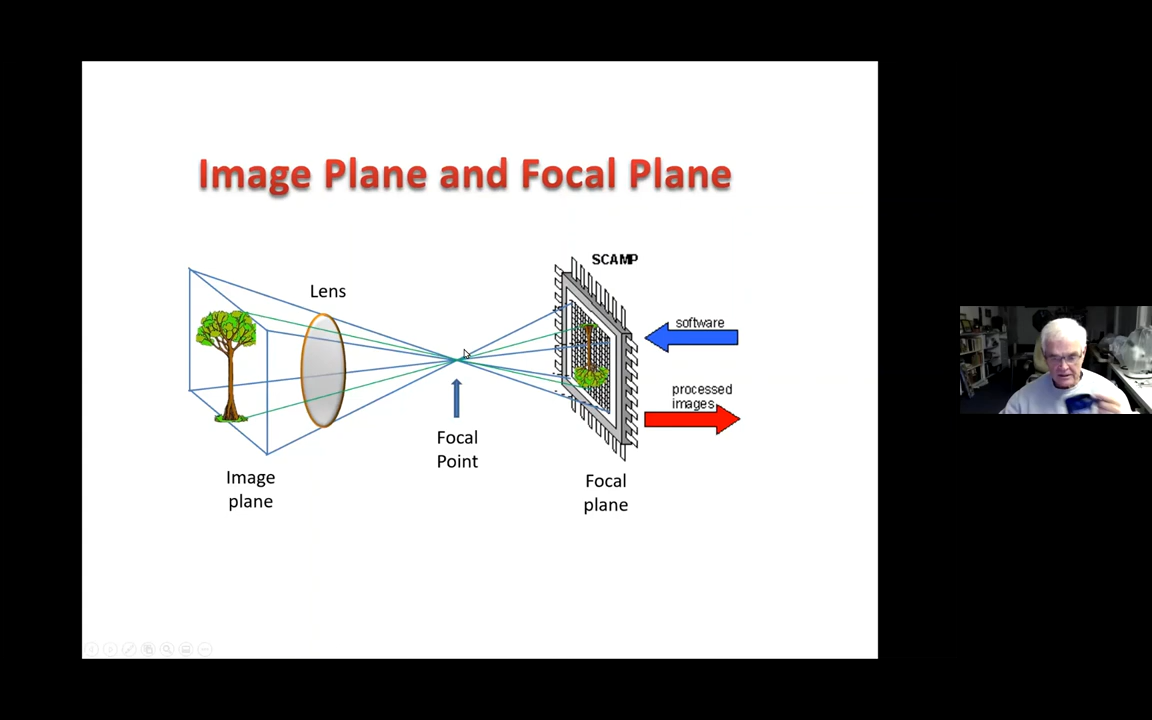 Image Plane and Focal Plane
SCAMP
Lens
software
processed
images
Focal
Point
Image
plane
Focal
plane